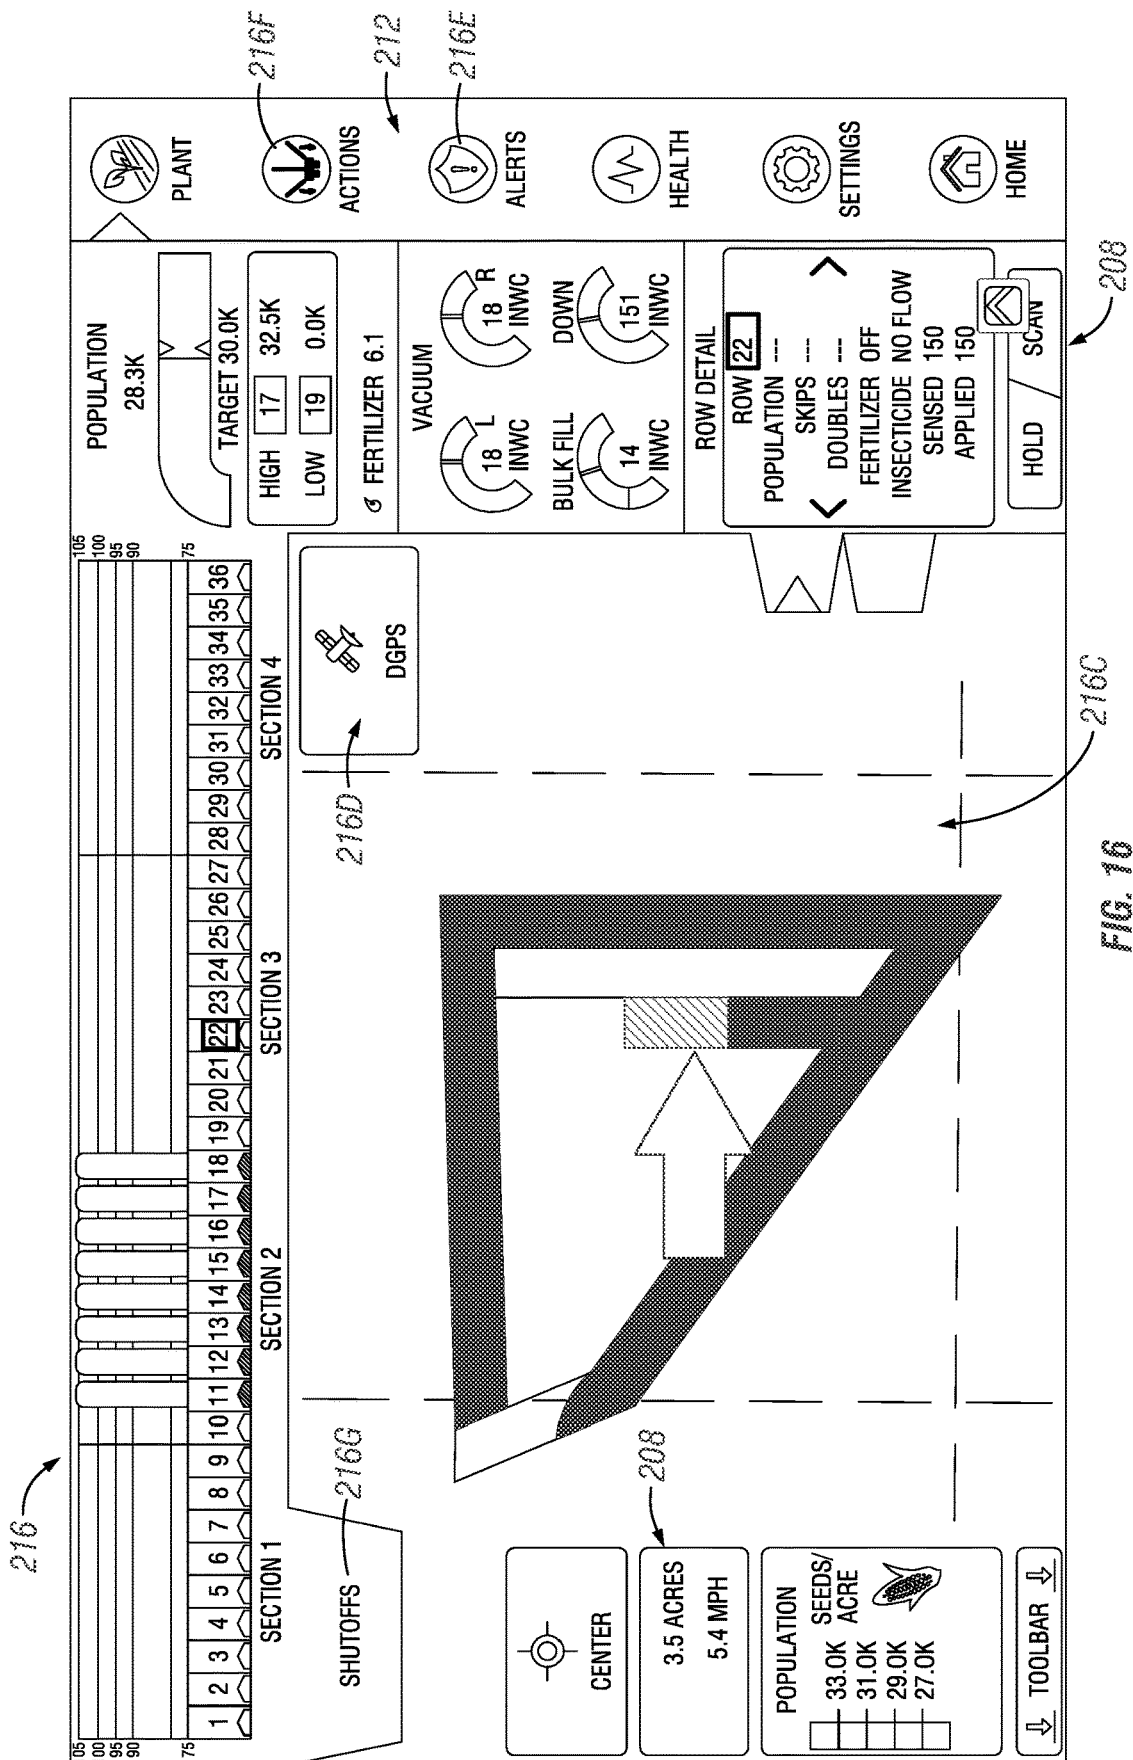 216
105
100
95
90
75
05
00
95
90
75
1 2 3 4 5 6 7 8 9 10 11 12 13 14 15 16 17 18 19 20 21 22 23 24 25 26 27 28 29 30 31 32 33 34 35 36
SECTION 1 SECTION 2 SECTION 3 SECTION 4
SHUTOFFS
216G
CENTER
208
3.5 ACRES
5.4 MPH
POPULATION
SEEDS/
ACRE
33.0K
31.0K
29.0K
27.0K
TOOLBAR
216D
DGPS
216C
POPULATION
28.3K
TARGET 30.0K
HIGH 17 32.5K
LOW 19 0.0K
FERTILIZER 6.1
VACUUM
18 L
INWC
18 R
INWC
BULK FILL
14
INWC
DOWN
151
INWC
ROW DETAIL
ROW 22
POPULATION ---
SKIPS ---
DOUBLES ---
FERTILIZER OFF
INSECTICIDE NO FLOW
SENSED 150
APPLIED 150
HOLD SCAN
208
PLANT
ACTIONS
ALERTS
HEALTH
SETTINGS
HOME
216F
212
216E
FIG. 16